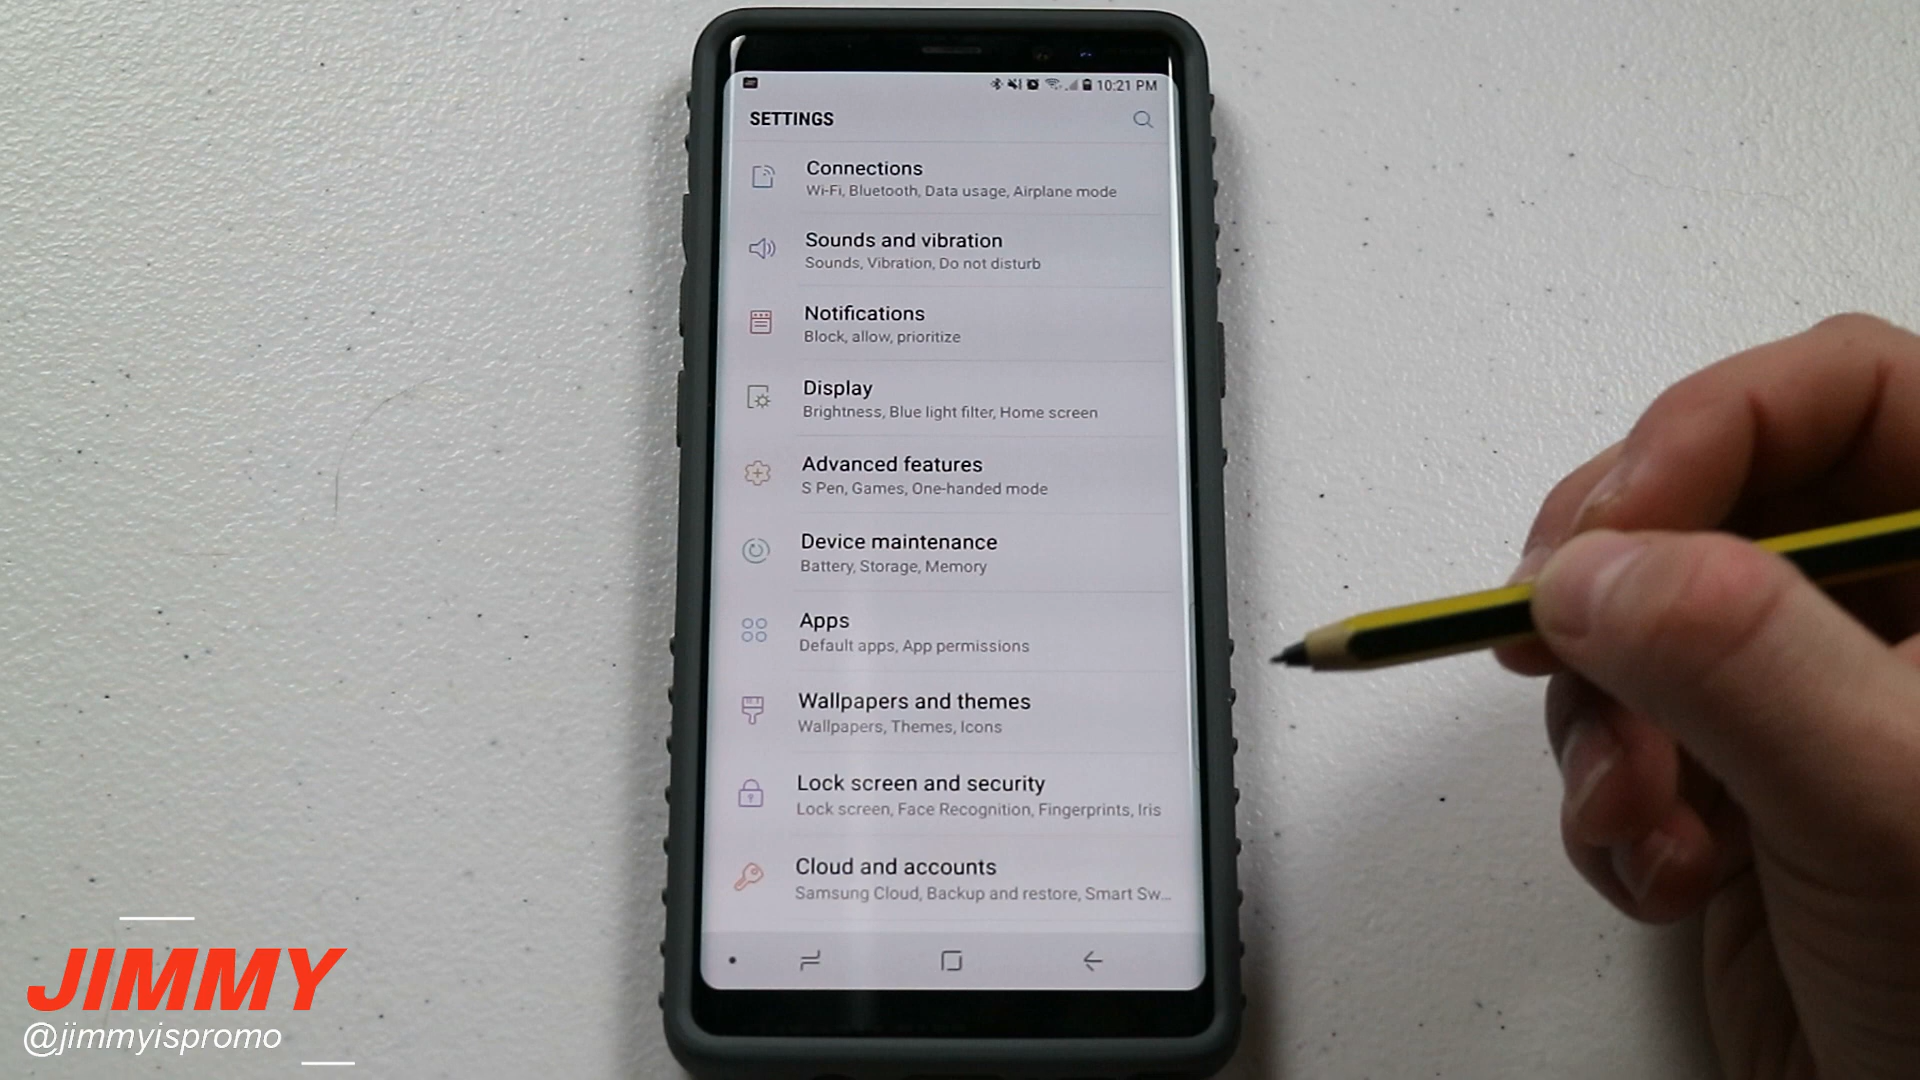 10:21 PM
SETTINGS
Connections
Wi-Fi, Bluetooth, Data usage, Airplane mode
Sounds and vibration
Sounds, Vibration, Do not disturb
Notifications
Block, allow, prioritize
Display
Brightness, Blue light filter, Home screen
Advanced features
S Pen, Games, One-handed mode
Device maintenance
Battery, Storage, Memory
Apps
Default apps, App permissions
Wallpapers and themes
Wallpapers, Themes, Icons
Lock screen and security
Lock screen, Face Recognition, Fingerprints, Iris
Cloud and accounts
Samsung Cloud, Backup and restore, Smart Sw...
JIMMY
@jimmyispromo